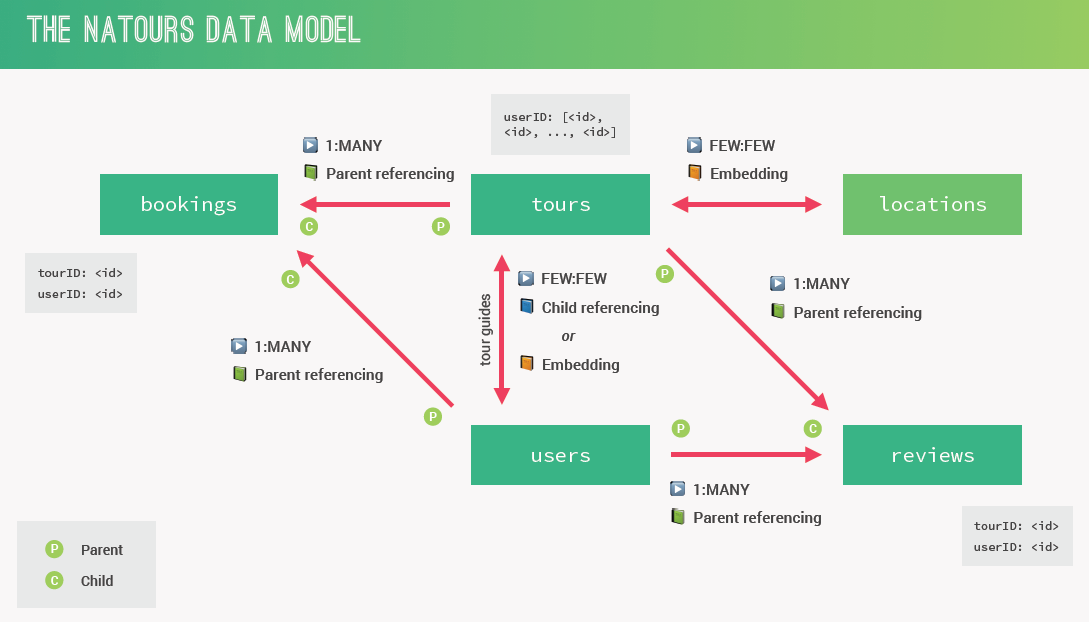 THE NATOURS DATA MODEL
userID: [<id>,
<id>, ..., <id>]
1:MANY
Parent referencing
FEW:FEW
Embedding
bookings
tours
locations
C
P
tourID: <id>
userID: <id>
C
tour guides
FEW:FEW
Child referencing
or
Embedding
P
1:MANY
Parent referencing
1:MANY
Parent referencing
P
users
P
C
reviews
1:MANY
Parent referencing
tourID: <id>
userID: <id>
P Parent
C Child